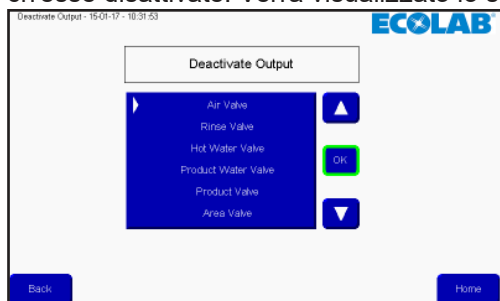 Deactivate Output - 15-01-17 - 10:31:53
ECOLAB®
Deactivate Output
Air Valve
Rinse Valve
Hot Water Valve
OK
Product Water Valve
Product Valve
Area Valve
Back
Home